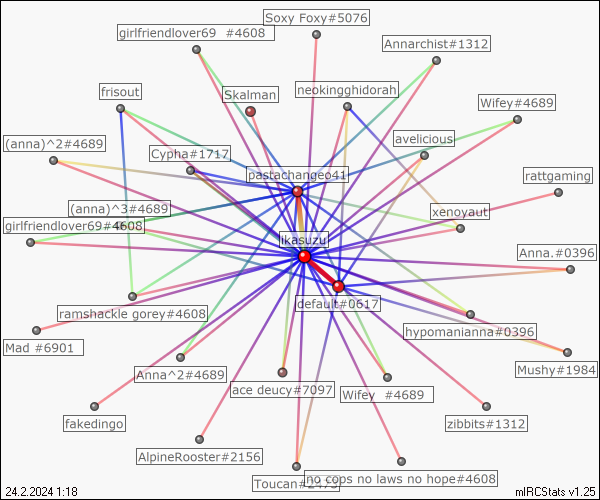 Soxy Foxy#5076
girlfriendlover69 #4608
Annarchist#1312
frisout
Skalman
neokingghidorah
Wifey#4689
(anna)^2#4689
avelicious
Cypha#1717
pastachangeo41
rattgaming
(anna)^3#4689
xenoyaut
girlfriendlover69#4608
ikasuzu
Anna.#0396
default#0617
ramshackle gorey#4608
hypomanianna#0396
Mad #6901
Mushy#1984
Anna^2#4689
ace deucy#7097
Wifey #4689
fakedingo
zibbits#1312
AlpineRooster#2156
no cops no laws no hope#4608
Toucan#2479
24.2.2024 1:18
mIRCStats v1.25